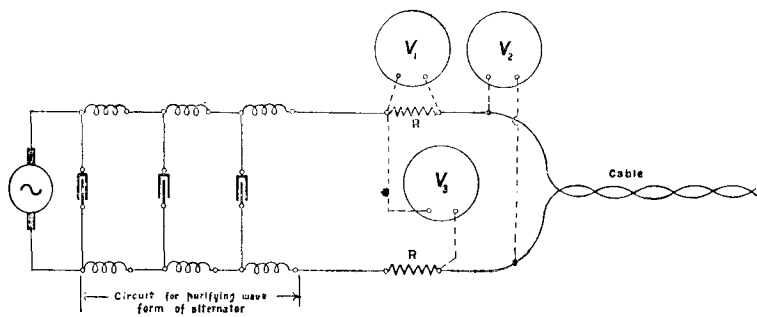 V₁
V₂
R
V₃
Cable
R
Circuit for purifying wave
form of alternator